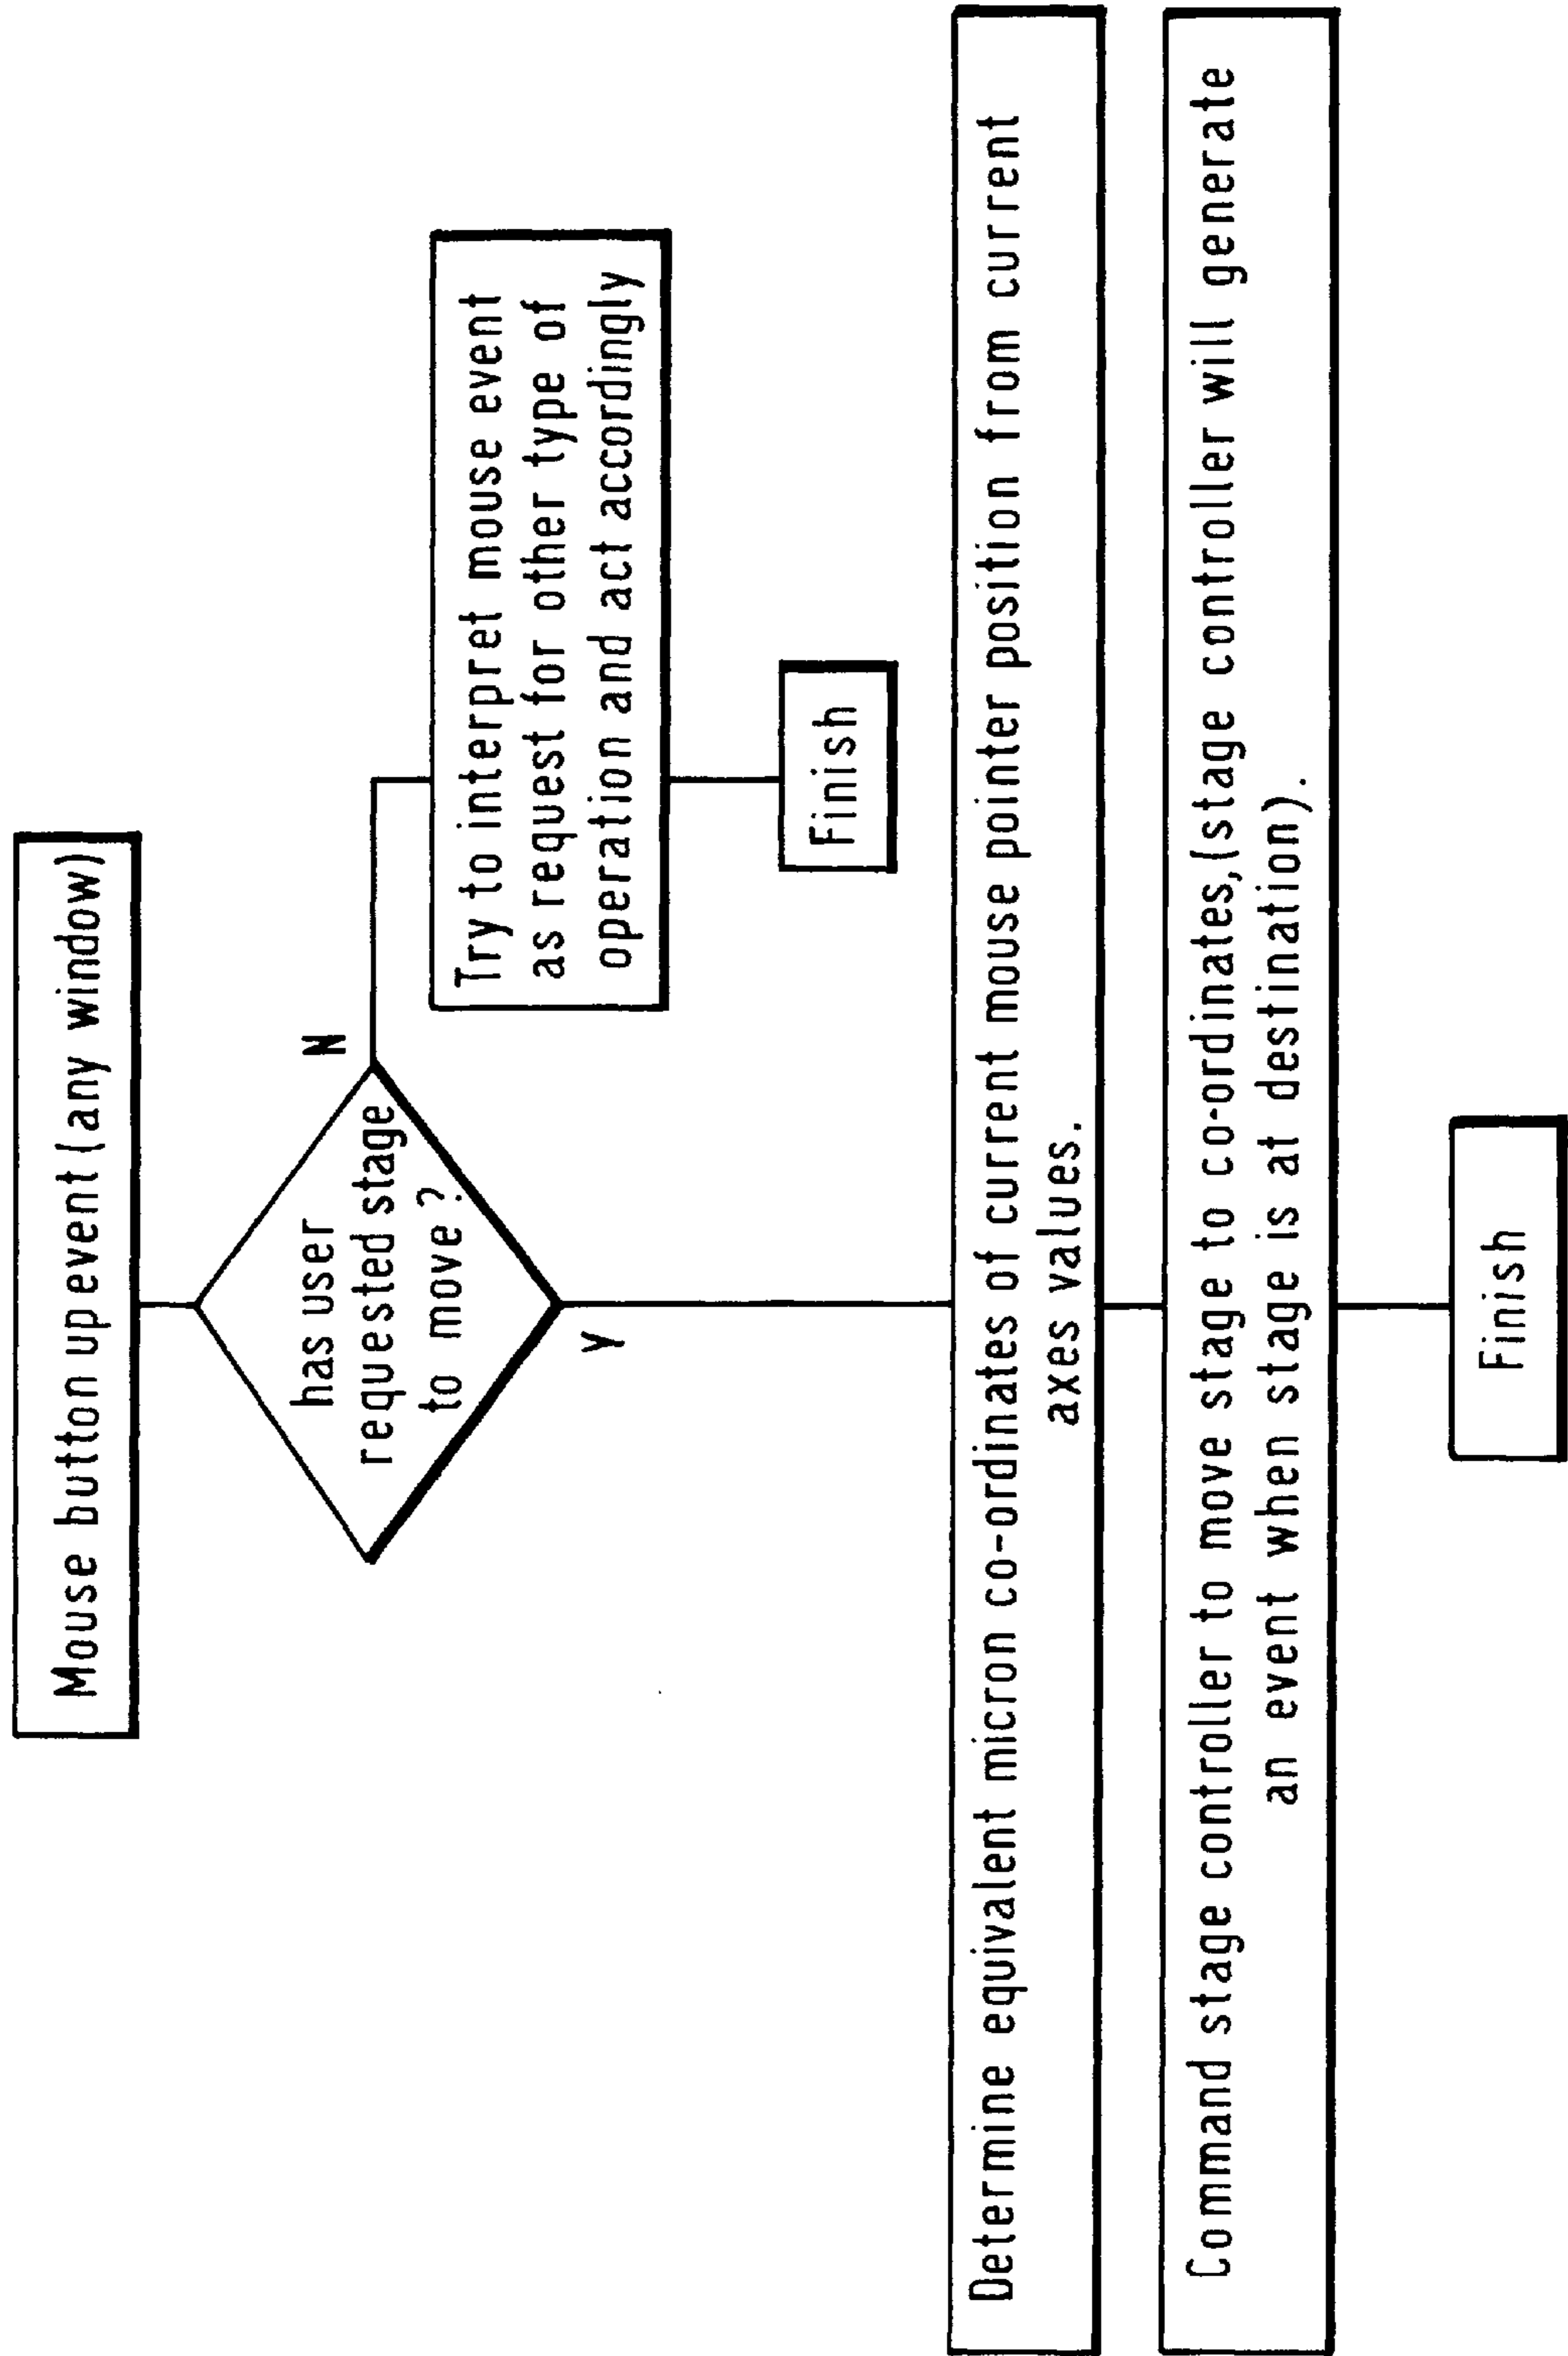 Mouse button up event (any window)
has user
requested stage
to move ?
N
Y
Try to interpret mouse event
as request for other type of
operation and act accordingly
Finish
Determine equivalent micron co-ordinates of current mouse pointer position from current
axes values.
Command stage controller to move stage to co-ordinates,(stage controller will generate
an event when stage is at destination).
Finish